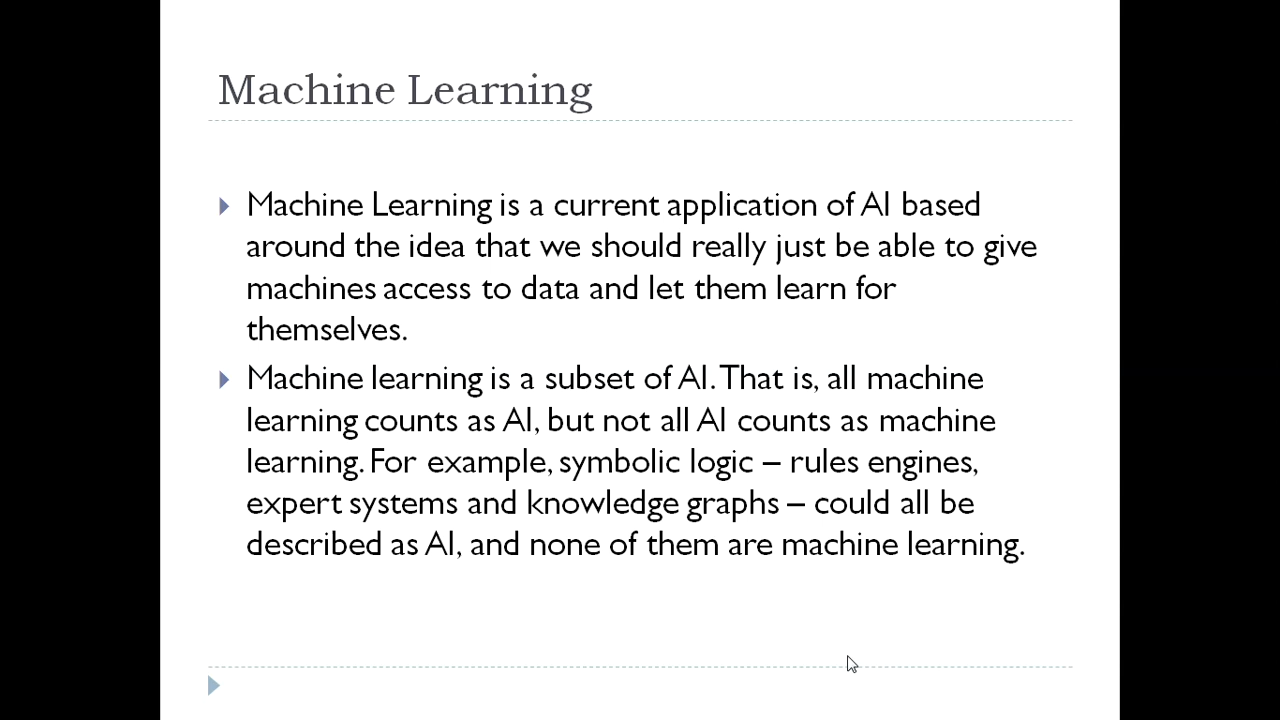 Machine Learning
Machine Learning is a current application of AI based
around the idea that we should really just be able to give
machines access to data and let them learn for
themselves.
Machine learning is a subset of AI. That is, all machine
learning counts as AI, but not all AI counts as machine
learning. For example, symbolic logic – rules engines,
expert systems and knowledge graphs – could all be
described as AI, and none of them are machine learning.